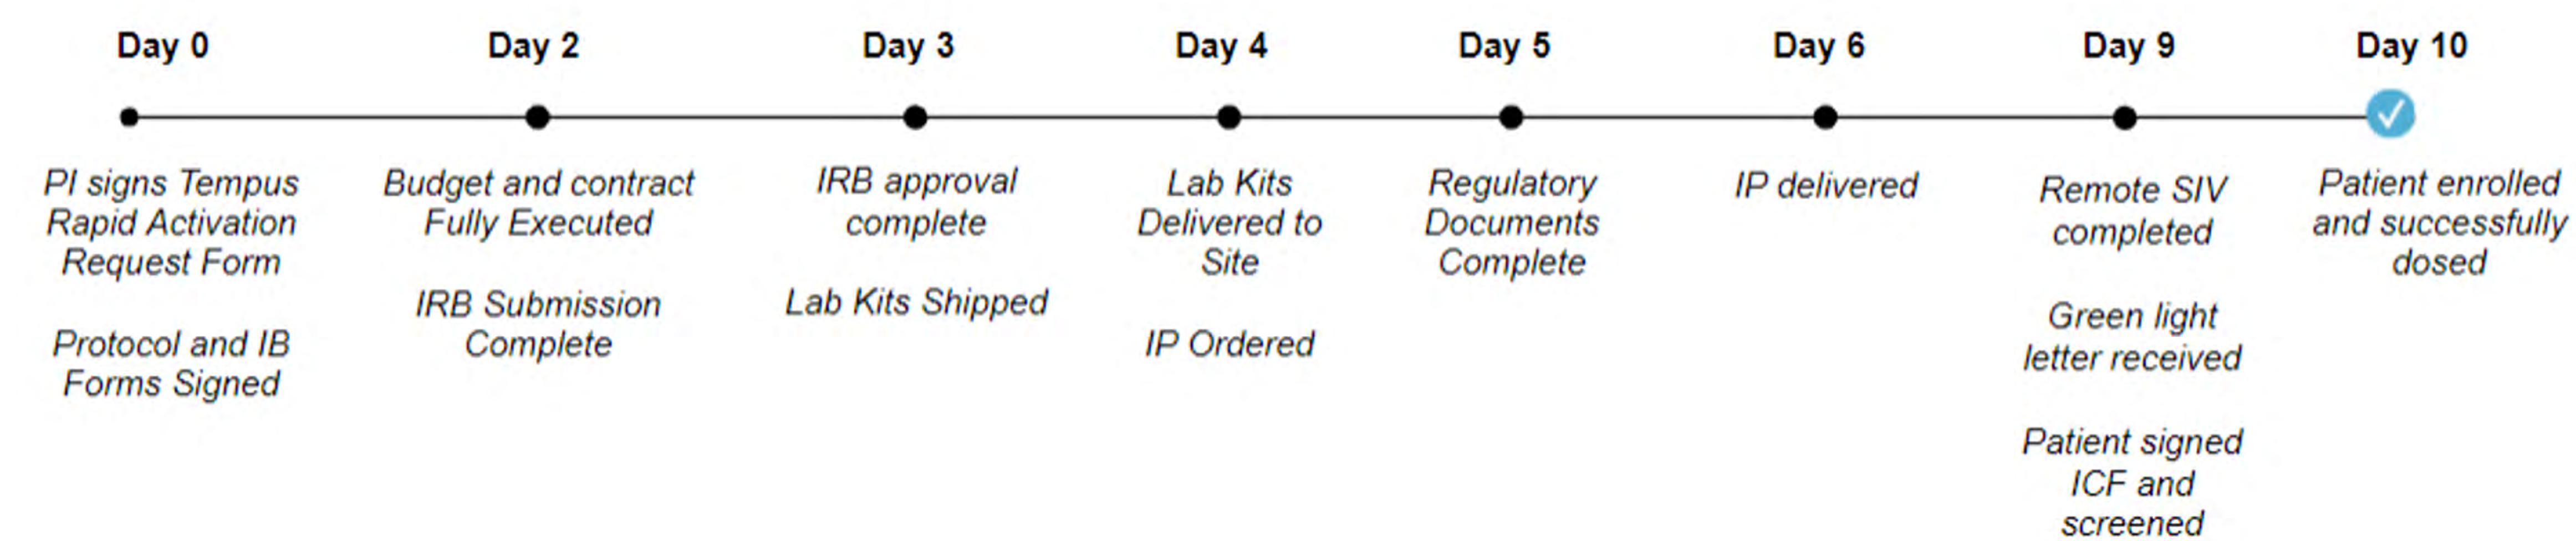 Day 0
PI signs Tempus
Rapid Activation
Request Form
Protocol and IB
Forms Signed
Day 2
Budget and contract
Fully Executed
IRB Submission
Complete
Day 3
IRB approval
complete
Lab Kits Shipped
Day 4
Lab Kits
Delivered to
Site
IP Ordered
Day 5
Regulatory
Documents
Complete
Day 6
IP delivered
Day 9
Remote SIV
completed
Green light
letter received
Patient signed
ICF and
screened
Day 10
Patient enrolled
and successfully
dosed